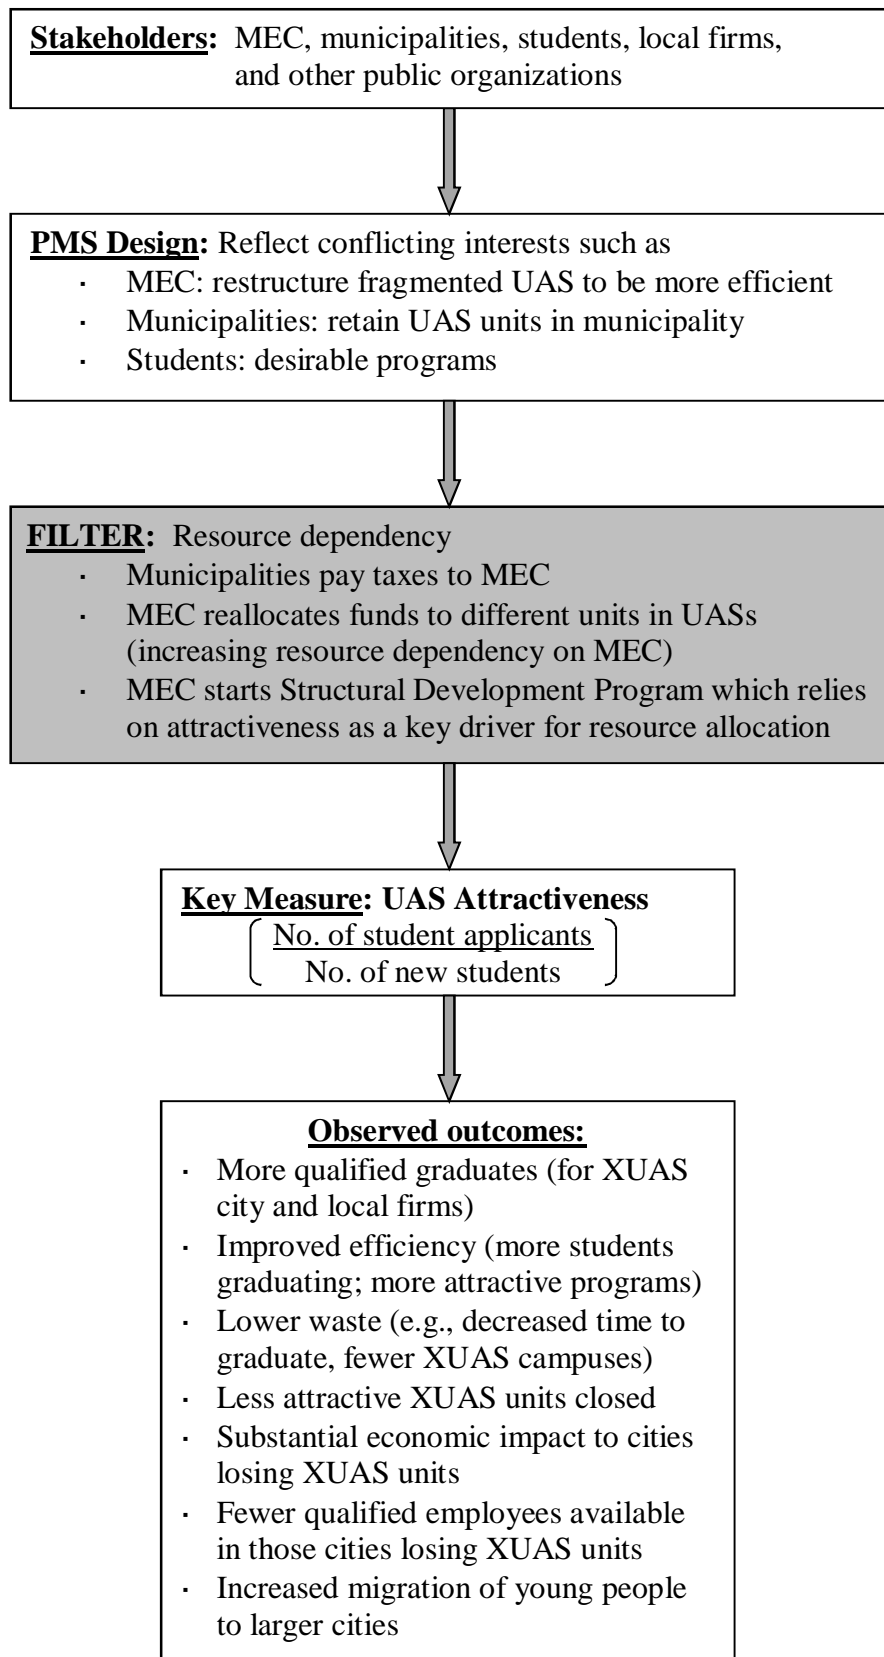 Stakeholders: MEC, municipalities, students, local firms,
and other public organizations
PMS Design: Reflect conflicting interests such as
· MEC: restructure fragmented UAS to be more efficient
· Municipalities: retain UAS units in municipality
· Students: desirable programs
FILTER: Resource dependency
· Municipalities pay taxes to MEC
· MEC reallocates funds to different units in UASs
(increasing resource dependency on MEC)
· MEC starts Structural Development Program which relies
on attractiveness as a key driver for resource allocation
Key Measure: UAS Attractiveness
No. of student applicants
No. of new students
Observed outcomes:
· More qualified graduates (for XUAS
city and local firms)
· Improved efficiency (more students
graduating; more attractive programs)
· Lower waste (e.g., decreased time to
graduate, fewer XUAS campuses)
· Less attractive XUAS units closed
· Substantial economic impact to cities
losing XUAS units
· Fewer qualified employees available
in those cities losing XUAS units
· Increased migration of young people
to larger cities